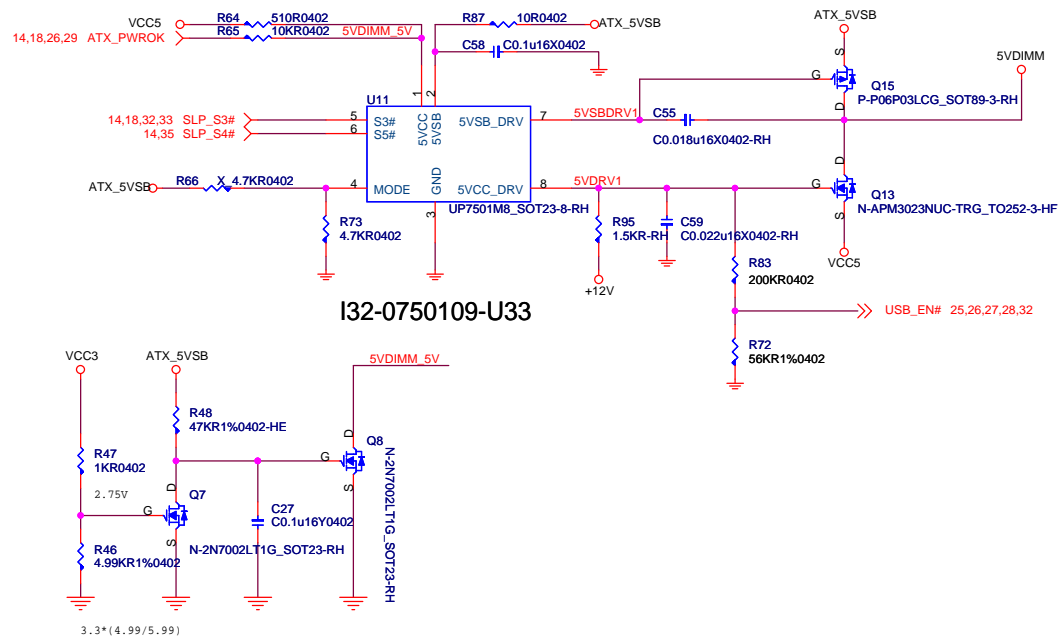 VCC5
R64
510R0402
R65
10KR0402
5VDIMM_5V
14,18,26,29 ATX_PWROK
R87
10R0402
ATX_5VSB
C58
C0.1u16X0402
ATX_5VSB
S
G
D
Q15
P-P06P03LCG_SOT89-3-RH
5VDIMM
U11
1
2
14,18,32,33 SLP_S3#
5
S3#
14,35 SLP_S4#
6
S5#
5VCC
5VSB
5VSB_DRV
7
5VSBDRV1
C55
C0.018u16X0402-RH
ATX_5VSB
R66
X_4.7KR0402
4
MODE
GND
5VCC_DRV
8
5VDRV1
3
UP7501M8_SOT23-8-RH
R73
4.7KR0402
R95
1.5KR-RH
+12V
C59
C0.022u16X0402-RH
D
G
S
Q13
N-APM3023NUC-TRG_TO252-3-HF
VCC5
R83
200KR0402
I32-0750109-U33
USB_EN# 25,26,27,28,32
R72
56KR1%0402
VCC3
ATX_5VSB
5VDIMM_5V
R48
47KR1%0402-HE
R47
1KR0402
2.75V
D
G
S
Q7
N-2N7002LT1G_SOT23-RH
D
G
S
Q8
N-2N7002LT1G_SOT23-RH
C27
C0.1u16Y0402
R46
4.99KR1%0402
3.3*(4.99/5.99)